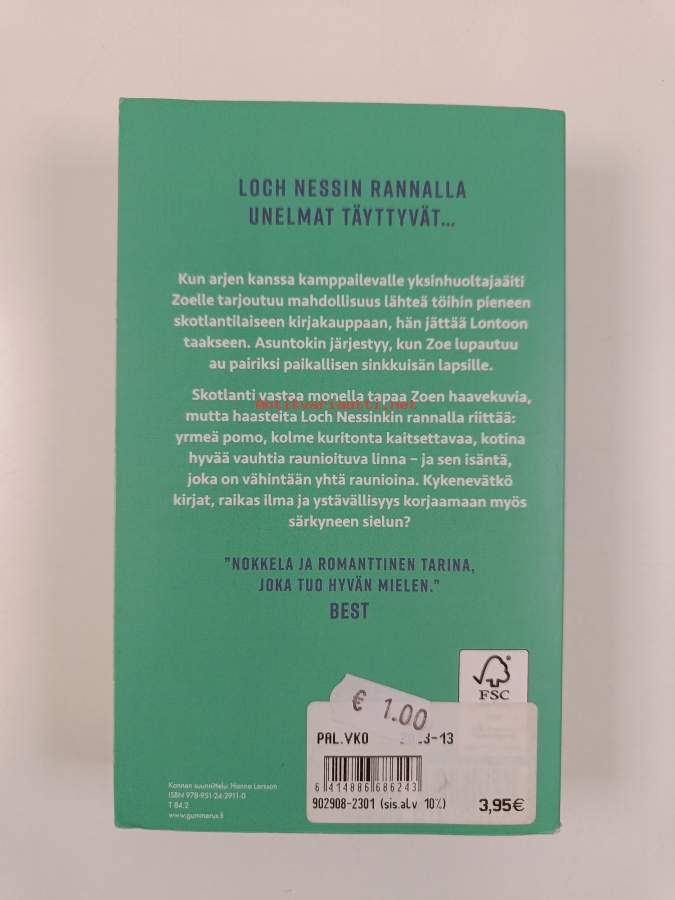 LOCH NESSIN RANNALLA
UNELMAT TÄYTTYVÄT...
Kun arjen kanssa kamppailevalle yksinhuoltajaäiti
Zoelle tarjoutuu mahdollisuus lähteä töihin pieneen
skotlantilaiseen kirjakauppaan, hän jättää Lontoon
taakseen. Asuntokin järjestyy, kun Zoe lupautuu
au pairiksi paikallisen sinkkuisän lapsille.
Skotlanti vastaa monella tapaa Zoen haavekuvia,
Antikvariaatti.net
mutta haasteita Loch Nessinkin rannalla riittää:
yrmeä pomo, kolme kuritonta kaitsettavaa, kotina
hyvää vauhtia raunioituva linna – ja sen isäntä,
joka on vähintään yhtä raunioina. Kykenevätkö
kirjat, raikas ilma ja ystävällisyys korjaamaan myös
särkyneen sielun?
"NOKKELA JA ROMANTTINEN TARINA,
JOKA TUO HYVÄN MIELEN."
BEST
FSC
€ 1.00
PAL.VKO
3-13
6 414886 686243
902908-2301 (sis.alv 10%)
3,95€
Kannen suunnittelu: Hanna Larsson
ISBN 978-951-24-2911-0
T 84.2
www.gummerus.fi